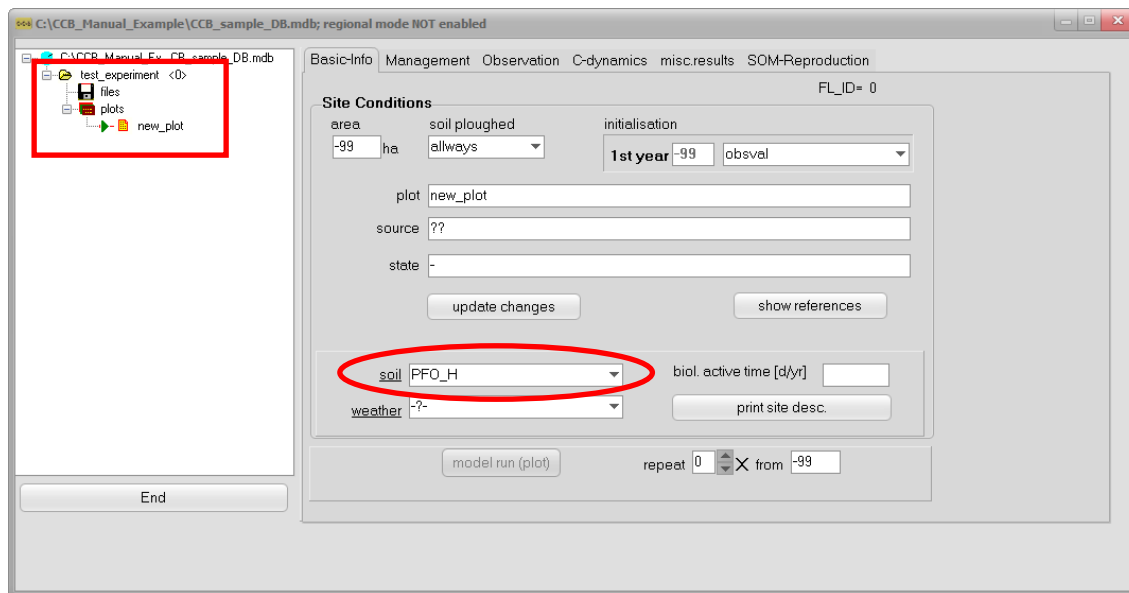 C:\CCB_Manual_Example\CCB_sample_DB.mdb; regional mode NOT enabled
C:\CCB_Manual_Ex...CB_sample_DB.mdb
test_experiment <0>
files
plots
new_plot
End
Basic-Info Management Observation C-dynamics misc.results SOM-Reproduction
FL_ID= 0
Site Conditions
area soil ploughed initialisation
-99 ha allways 1st year -99 obsval
plot new_plot
source ??
state -
update changes show references
soil PFO_H biol. active time [d/yr]
weather -?- print site desc.
model run (plot) repeat 0 X from -99